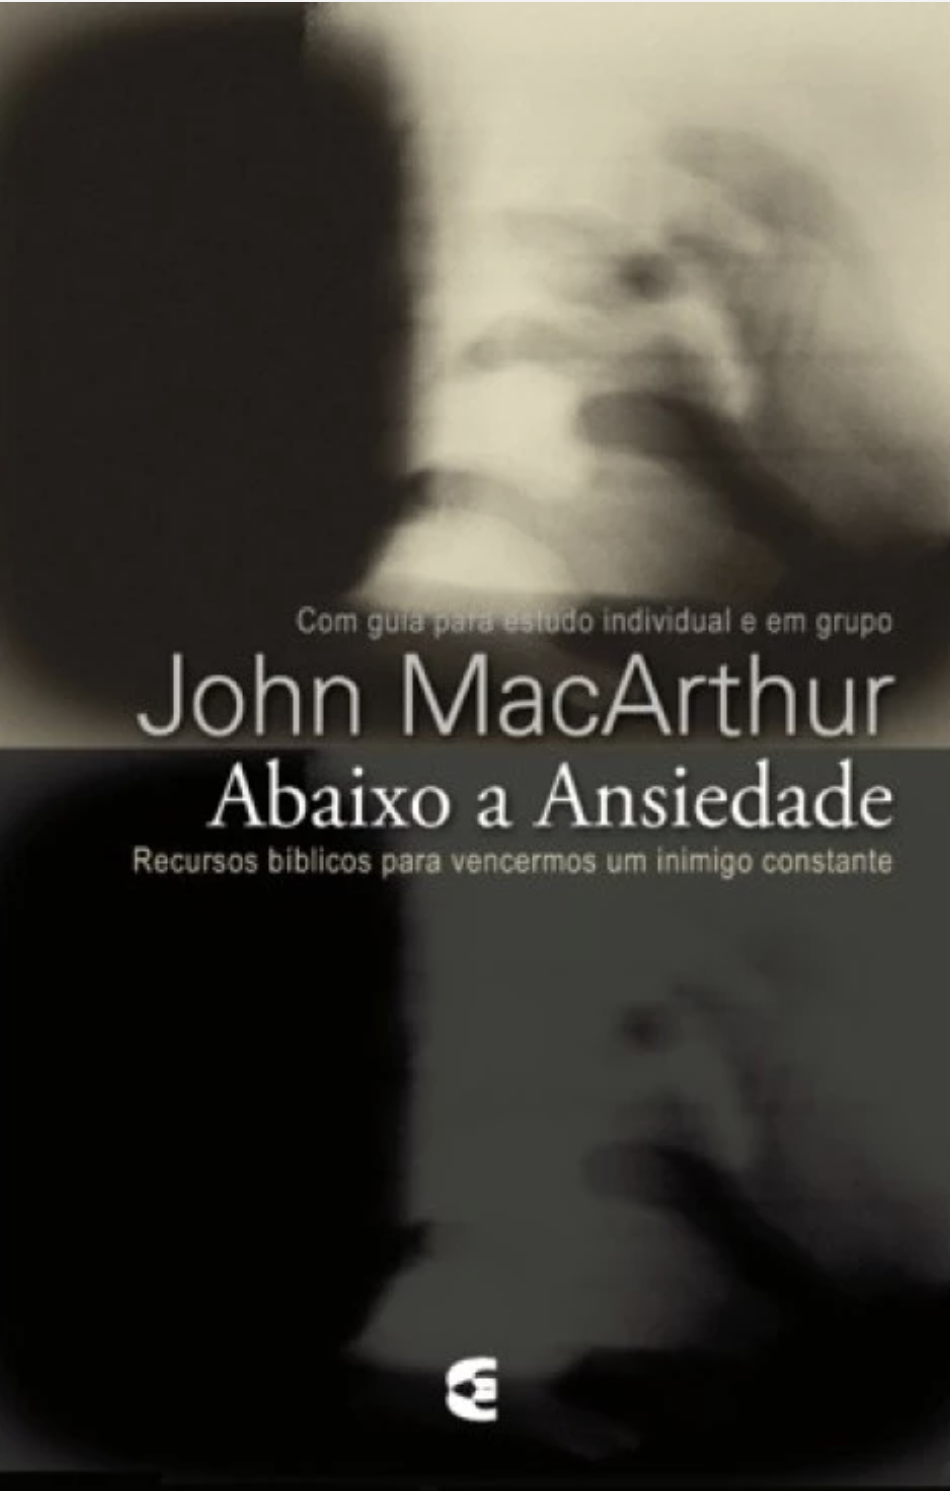 Com guia para estudo individual e em grupo
John MacArthur
Abaixo a Ansiedade
Recursos bíblicos para vencermos um inimigo constante